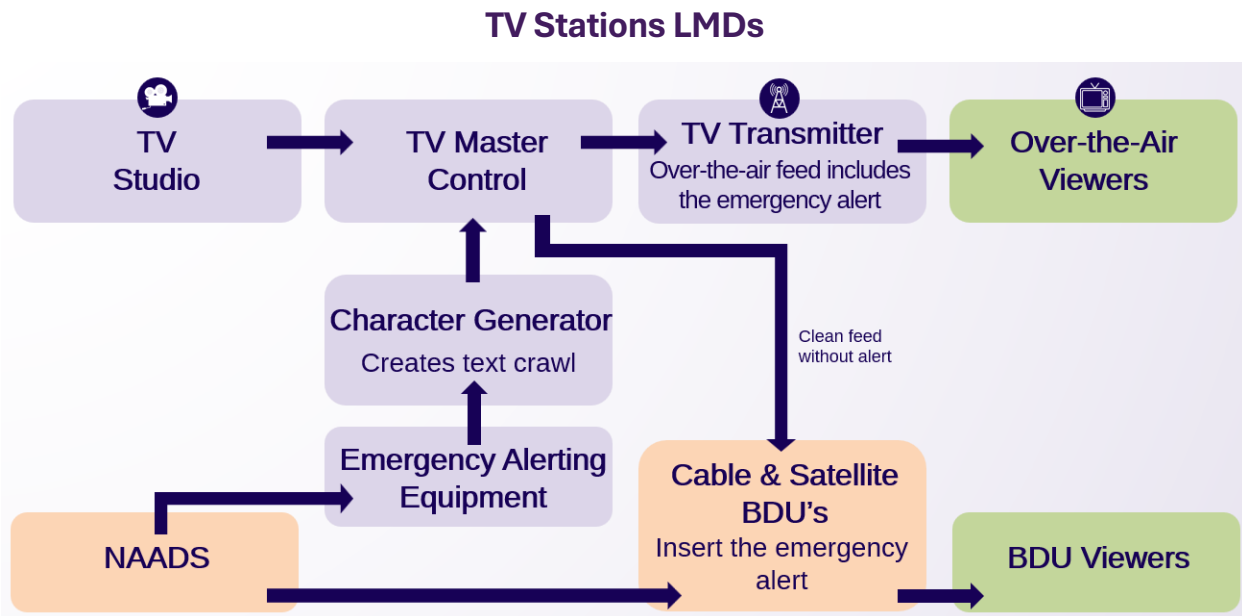 TV Stations LMDs
TV
Studio
TV Master
Control
TV Transmitter
Over-the-air feed includes
the emergency alert
Over-the-Air
Viewers
Character Generator
Creates text crawl
Clean feed
without alert
Emergency Alerting
Equipment
Cable & Satellite
BDU's
Insert the emergency
alert
NAADS
BDU Viewers